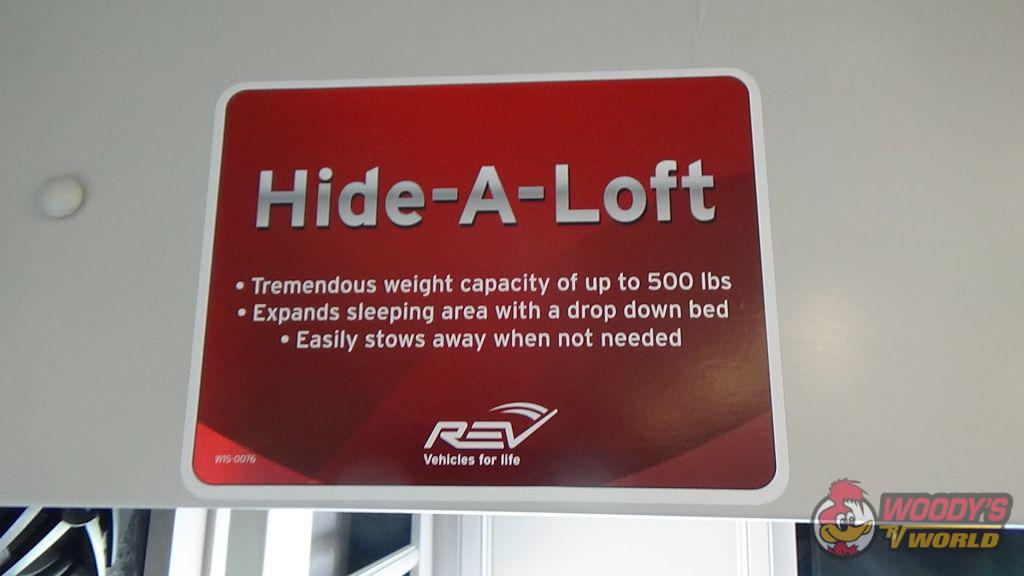 Hide-A-Loft
• Tremendous weight capacity of up to 500 lbs
• Expands sleeping area with a drop down bed
• Easily stows away when not needed
REV
Vehicles for life
W15-0076
WOODY'S
RV WORLD